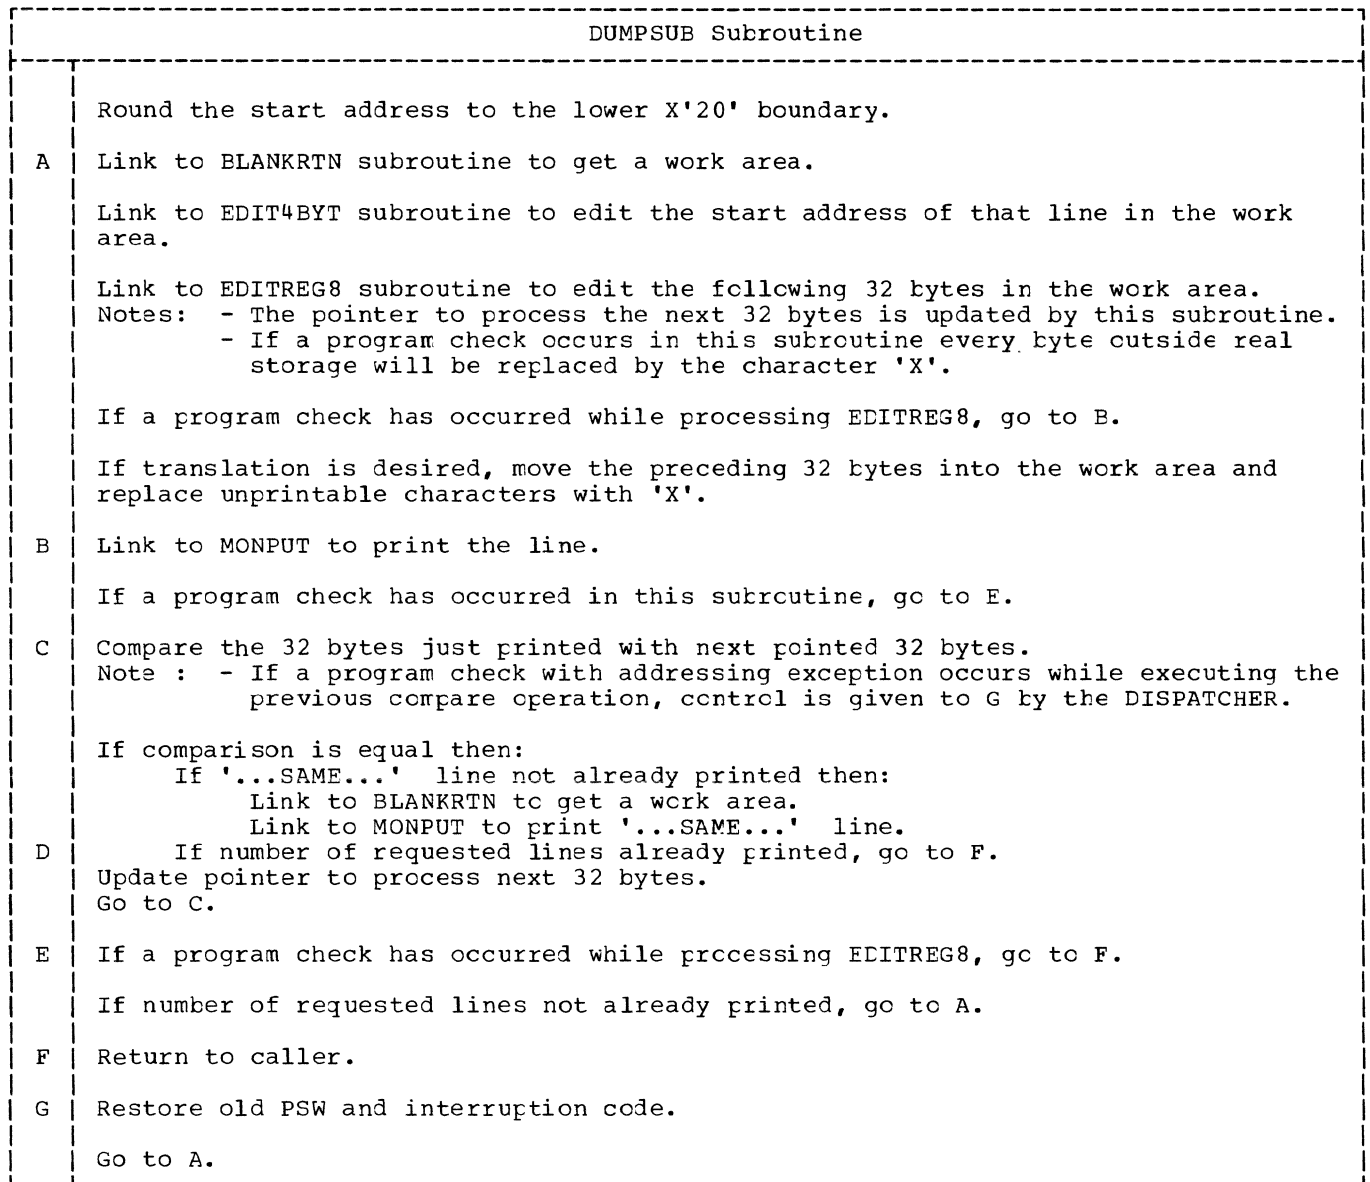 DUMPSUB Subroutine
Round the start address to the lower X'20' boundary.
A Link to BLANKRTN subroutine to get a work area.
Link to EDIT4BYT subroutine to edit the start address of that line in the work
area.
Link to EDITREG8 subroutine to edit the following 32 bytes in the work area.
Notes: - The pointer to process the next 32 bytes is updated by this subroutine.
- If a program check occurs in this subroutine every byte outside real
storage will be replaced by the character 'X'.
If a program check has occurred while processing EDITREG8, go to B.
If translation is desired, move the preceding 32 bytes into the work area and
replace unprintable characters with 'X'.
B Link to MONPUT to print the line.
If a program check has occurred in this subroutine, go to E.
C Compare the 32 bytes just printed with next pointed 32 bytes.
Note : - If a program check with addressing exception occurs while executing the
previous compare operation, control is given to G by the DISPATCHER.
If comparison is equal then:
If '...SAME...' line not already printed then:
Link to BLANKRTN to get a work area.
Link to MONPUT to print '...SAME...' line.
D If number of requested lines already printed, go to F.
Update pointer to process next 32 bytes.
Go to C.
E If a program check has occurred while processing EDITREG8, go to F.
If number of requested lines not already printed, go to A.
F Return to caller.
G Restore old PSW and interruption code.
Go to A.